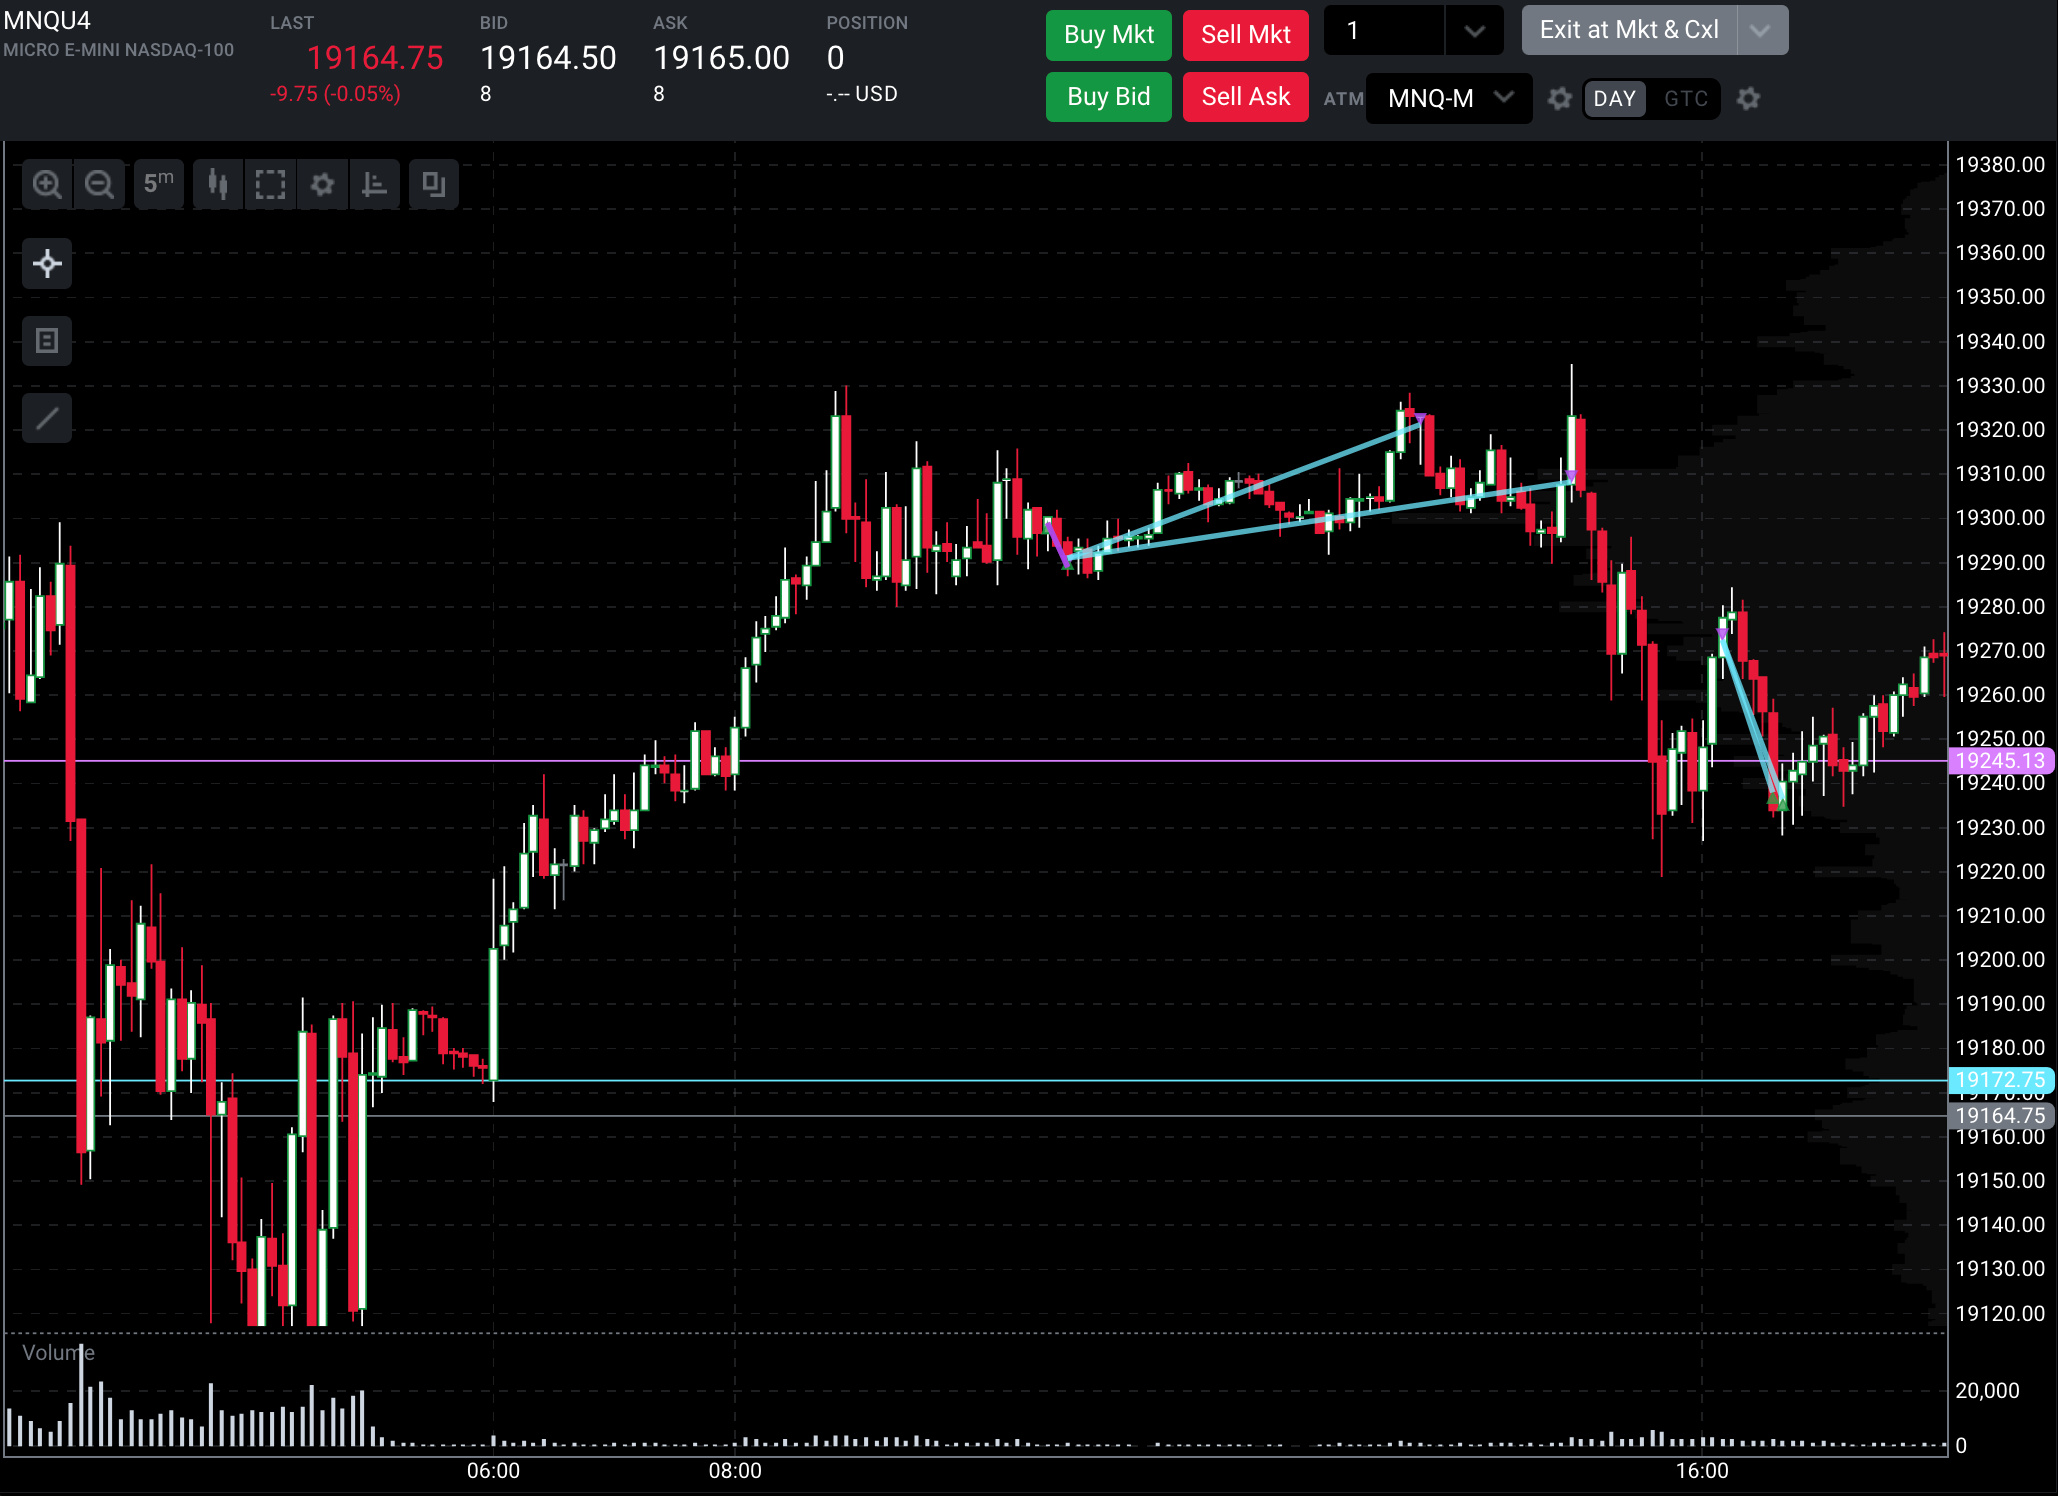 MNQU4
MICRO E-MINI NASDAQ-100
LAST
19164.75
-9.75 (-0.05%)
BID
19164.50
8
ASK
19165.00
8
POSITION
0
-.-- USD
Buy Mkt
Sell Mkt
1
Exit at Mkt & Cxl
Buy Bid
Sell Ask
ATM
MNQ-M
DAY
GTC
5m
19380.00
19370.00
19360.00
19350.00
19340.00
19330.00
19320.00
19310.00
19300.00
19290.00
19280.00
19270.00
19260.00
19250.00
19245.13
19240.00
19230.00
19220.00
19210.00
19200.00
19190.00
19180.00
19172.75
19170.00
19164.75
19160.00
19150.00
19140.00
19130.00
19120.00
Volume
20,000
0
06:00
08:00
16:00